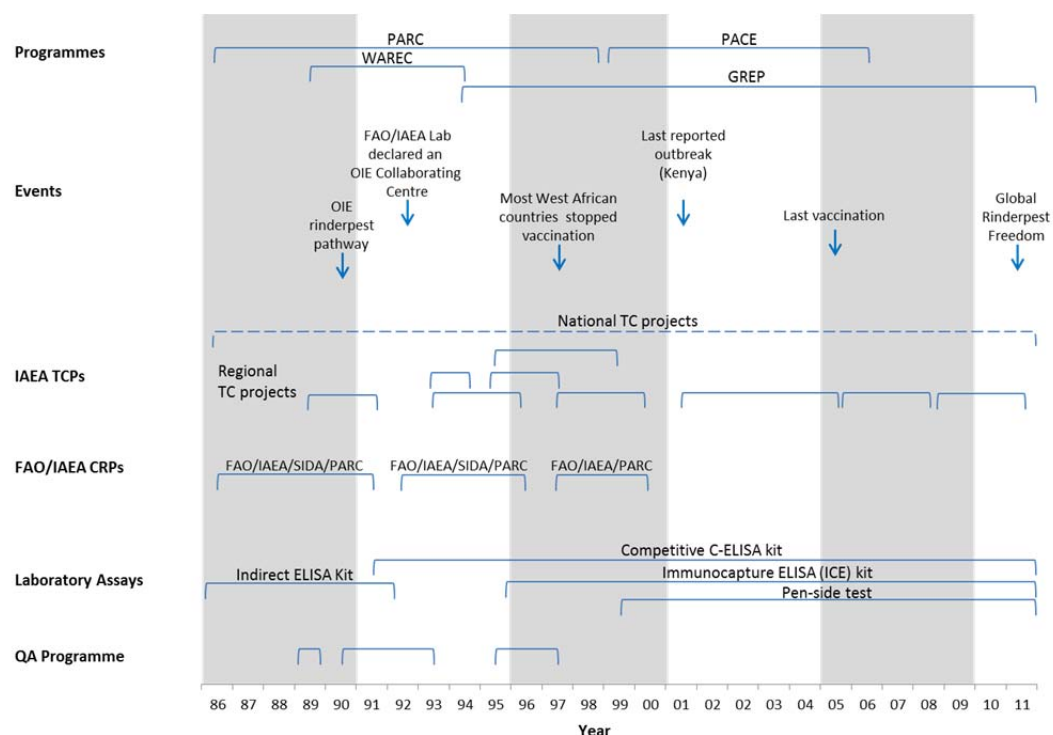 Programmes
PARC
PACE
WAREC
GREP
Events
FAO/IAEA Lab
declared an
OIE Collaborating
Centre
Last reported
outbreak
(Kenya)
OIE
rinderpest
pathway
Most West African
countries stopped
vaccination
Last vaccination
Global
Rinderpest
Freedom
National TC projects
IAEA TCPs
Regional
TC projects
FAO/IAEA CRPs
FAO/IAEA/SIDA/PARC
FAO/IAEA/SIDA/PARC
FAO/IAEA/PARC
Laboratory Assays
Competitive C-ELISA kit
Indirect ELISA Kit
Immunocapture ELISA (ICE) kit
Pen-side test
QA Programme
86 87 88 89 90 91 92 93 94 95 96 97 98 99 00 01 02 02 04 05 06 07 08 09 10 11
Year